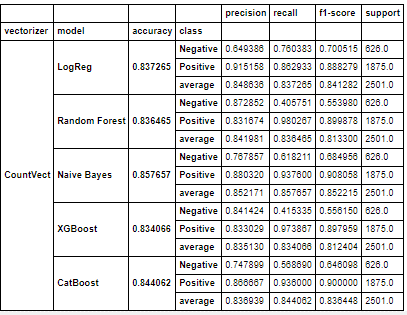 precision recall f1-score support
vectorizer model accuracy class
CountVect LogReg 0.837265 Negative 0.649386 0.760383 0.700515 626.0
Positive 0.915158 0.862933 0.888279 1875.0
average 0.848636 0.837265 0.841282 2501.0
Random Forest 0.836465 Negative 0.872852 0.405751 0.553980 626.0
Positive 0.831674 0.980267 0.899878 1875.0
average 0.841981 0.836465 0.813300 2501.0
Naive Bayes 0.857657 Negative 0.767857 0.618211 0.684956 626.0
Positive 0.880320 0.937600 0.908058 1875.0
average 0.852171 0.857657 0.852215 2501.0
XGBoost 0.834066 Negative 0.841424 0.415335 0.556150 626.0
Positive 0.833029 0.973867 0.897959 1875.0
average 0.835130 0.834066 0.812404 2501.0
CatBoost 0.844062 Negative 0.747899 0.568690 0.646098 626.0
Positive 0.866667 0.936000 0.900000 1875.0
average 0.836939 0.844062 0.836448 2501.0